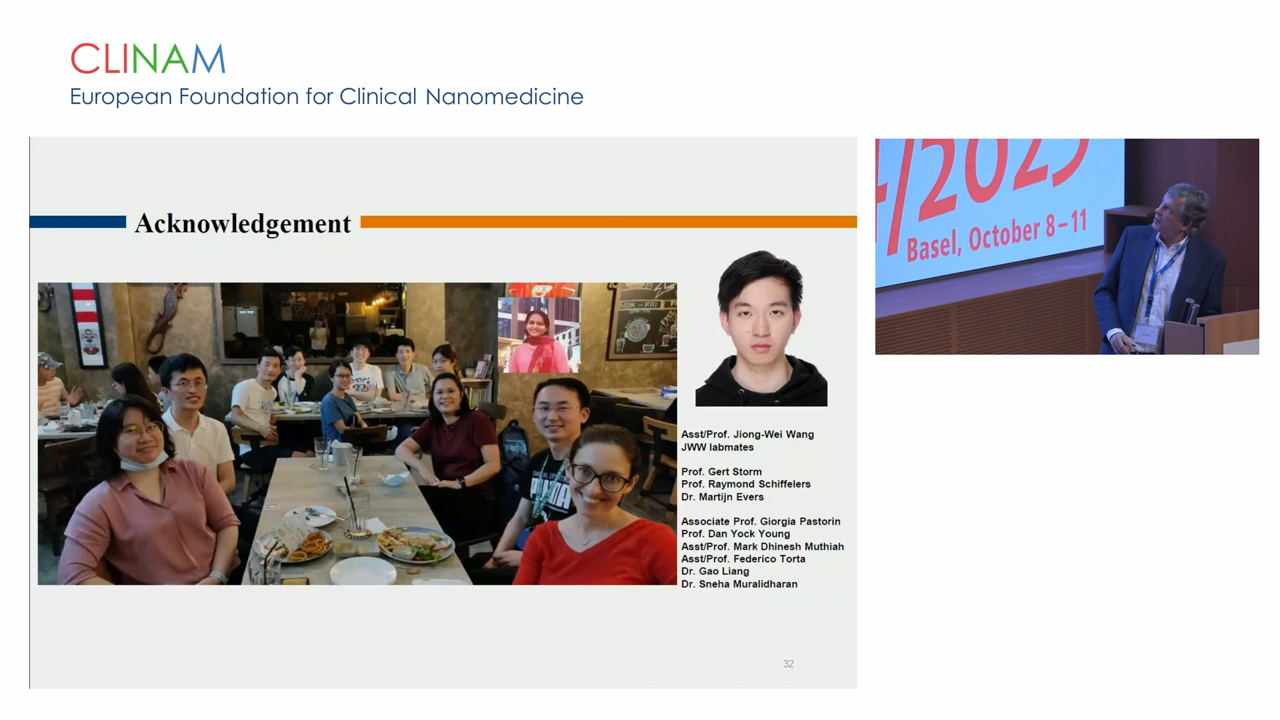 CLINAM
European Foundation for Clinical Nanomedicine
Acknowledgement
Asst/Prof. Jiong-Wei Wang
JWW labmates
Prof. Gert Storm
Prof. Raymond Schiffelers
Dr. Martijn Evers
Associate Prof. Giorgia Pastorin
Prof. Dan Yock Young
Asst/Prof. Mark Dhinesh Muthiah
Asst/Prof. Federico Torta
Dr. Gao Liang
Dr. Sneha Muralidharan
32
/2023
Basel, October 8–11